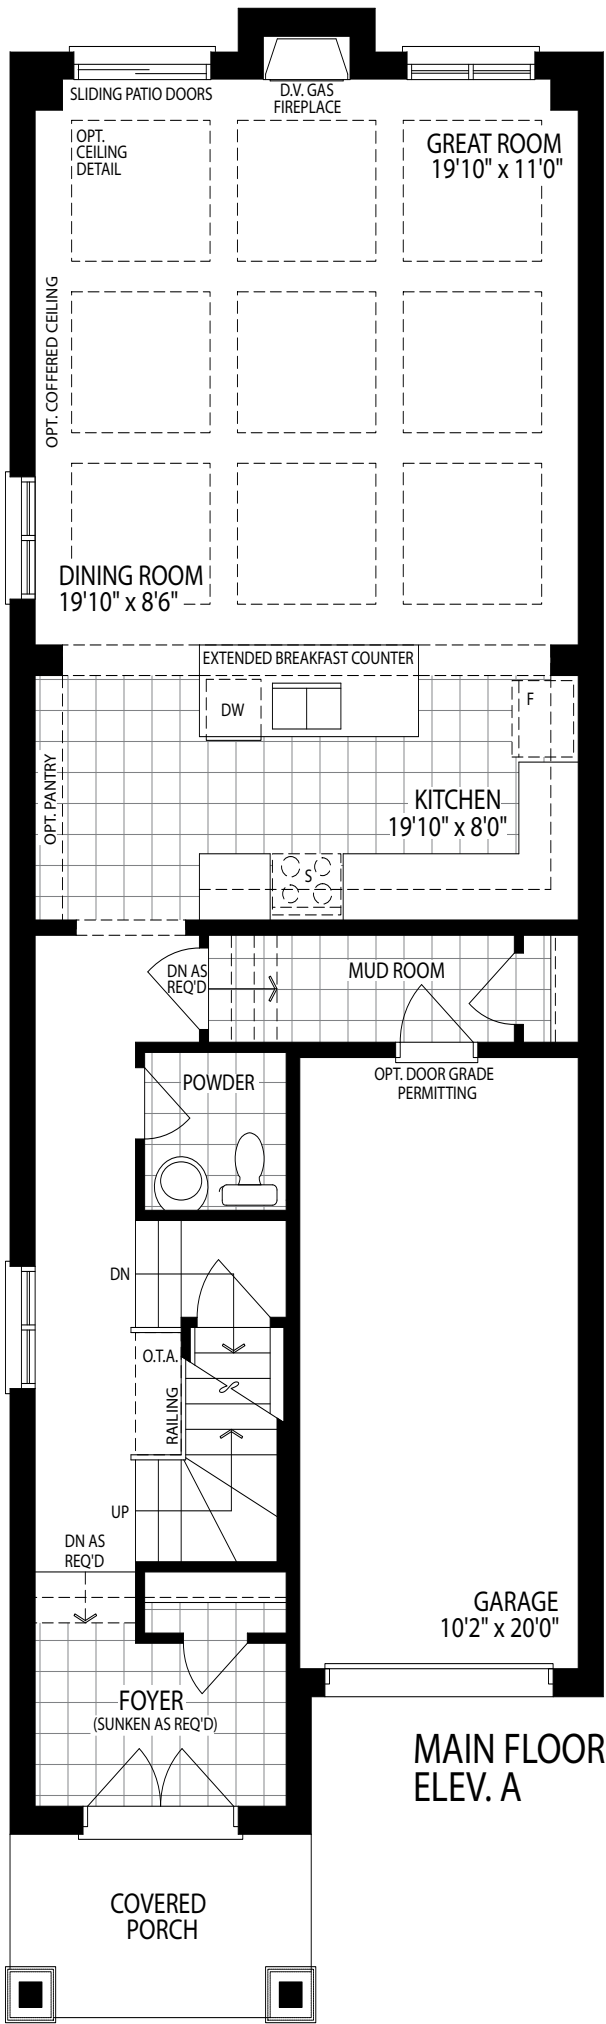 SLIDING PATIO DOORS
D.V. GAS
FIREPLACE
OPT.
CEILING
DETAIL
GREAT ROOM
19'10" x 11'0"
OPT. COFFERED CEILING
DINING ROOM
19'10" x 8'6"
EXTENDED BREAKFAST COUNTER
DW
F
OPT. PANTRY
KITCHEN
19'10" x 8'0"
S
DN AS
REQ'D
MUD ROOM
OPT. DOOR GRADE
PERMITTING
POWDER
DN
O.T.A.
RAILING
UP
DN AS
REQ'D
GARAGE
10'2" x 20'0"
FOYER
(SUNKEN AS REQ'D)
MAIN FLOOR
ELEV. A
COVERED
PORCH